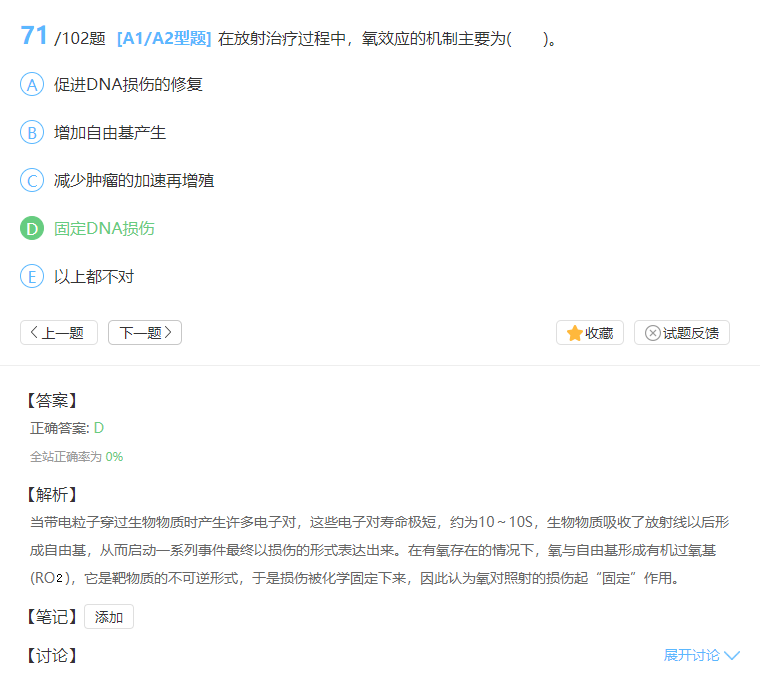 71 /102题 [A1/A2型题] 在放射治疗过程中，氧效应的机制主要为(　　)。
A 促进DNA损伤的修复
B 增加自由基产生
C 减少肿瘤的加速再增殖
D 固定DNA损伤
E 以上都不对
上一题 下一题 收藏 试题反馈
【答案】
正确答案: D
全站正确率为 0%
【解析】
当带电粒子穿过生物物质时产生许多电子对，这些电子对寿命极短，约为10～10S，生物物质吸收了放射线以后形
成自由基，从而启动一系列事件最终以损伤的形式表达出来。在有氧存在的情况下，氧与自由基形成有机过氧基
(RO2)，它是靶物质的不可逆形式，于是损伤被化学固定下来，因此认为氧对照射的损伤起“固定”作用。
【笔记】 添加
【讨论】 展开讨论